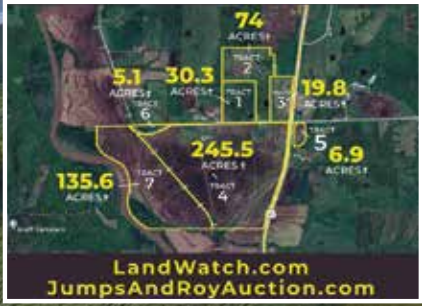 74
ACRES±
TRACT
2
5.1
ACRES±
TRACT
6
30.3
ACRES±
TRACT
1
TRACT
3
19.8
ACRES±
TRACT
5
6.9
ACRES±
245.5
ACRES±
TRACT
4
135.6
ACRES±
TRACT
7
LandWatch.com
JumpsAndRoyAuction.com